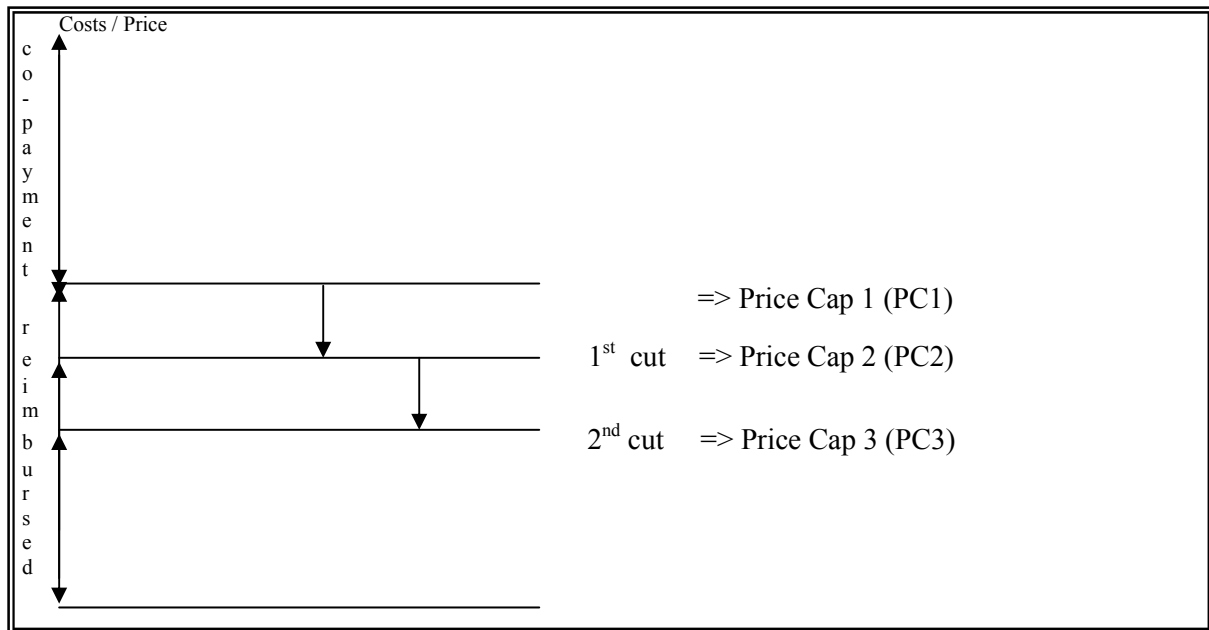 Costs / Price
co-payment
reimbursed
=> Price Cap 1 (PC1)
1st cut => Price Cap 2 (PC2)
2nd cut => Price Cap 3 (PC3)